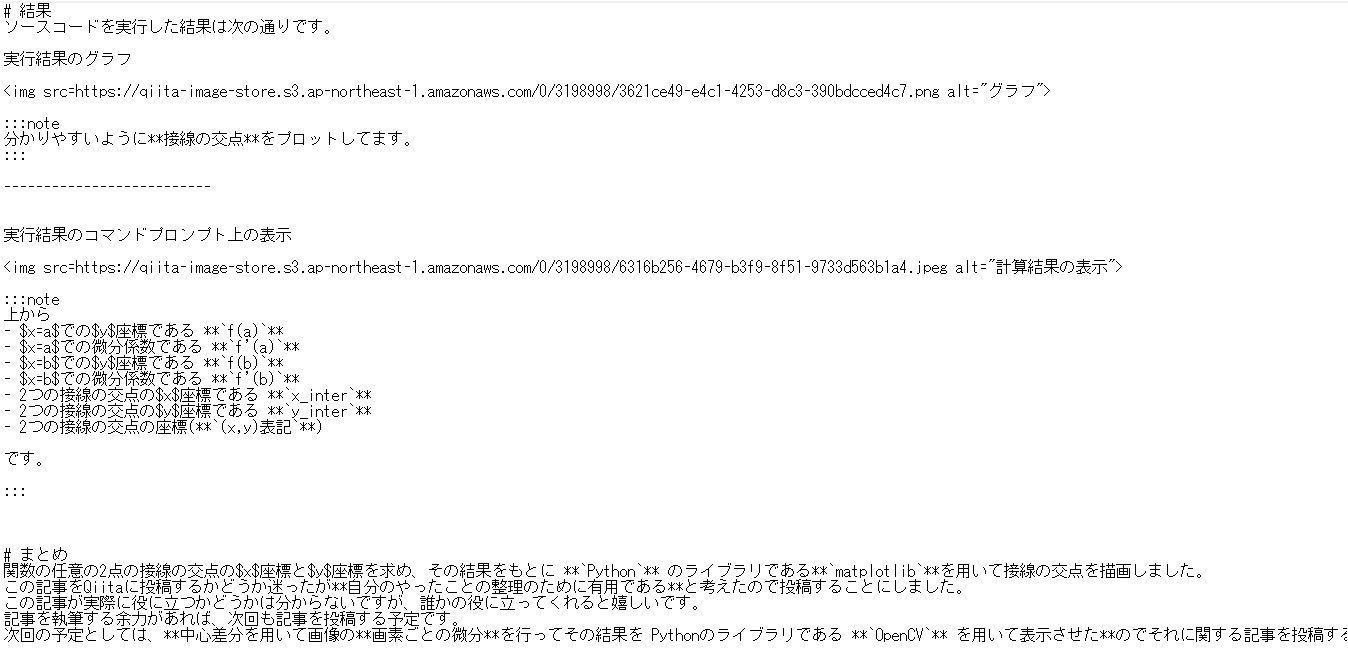 # 結果
ソースコードを実行した結果は次の通りです。
実行結果のグラフ
<img src=https://qiita-image-store.s3.ap-northeast-1.amazonaws.com/0/3198998/3621ce49-e4c1-4253-d8c3-390bdcced4c7.png alt="グラフ">
:::note
分かりやすいように**接線の交点**をプロットしてます。
:::
--------------------------
実行結果のコマンドプロンプト上の表示
<img src=https://qiita-image-store.s3.ap-northeast-1.amazonaws.com/0/3198998/6316b256-4679-b3f9-8f51-9733d563b1a4.jpeg alt="計算結果の表示">
:::note
上から
- $x=a$での$y$座標である **`f(a)`**
- $x=a$での微分係数である **`f'(a)`**
- $x=b$での$y$座標である **`f(b)`**
- $x=b$での微分係数である **`f'(b)`**
- 2つの接線の交点の$x$座標である **`x_inter`**
- 2つの接線の交点の$y$座標である **`y_inter`**
- 2つの接線の交点の座標(**`(x,y)表記`**)
です。
:::
# まとめ
関数の任意の2点の接線の交点の$x$座標と$y$座標を求め、その結果をもとに **`Python`** のライブラリである**`matplotlib`**を用いて接線の交点を描画しました。
この記事をQiitaに投稿するかどうか迷ったが**自分のやったことの整理のために有用である**と考えたので投稿することにしました。
この記事が実際に役に立つかどうかは分からないですが、誰かの役に立ってくれると嬉しいです。
記事を執筆する余力があれば、次回も記事を投稿する予定です。
次回の予定としては、**中心差分を用いて画像の**画素ごとの微分**を行ってその結果を Pythonのライブラリである **`OpenCV`** を用いて表示させた**のでそれに関する記事を投稿する